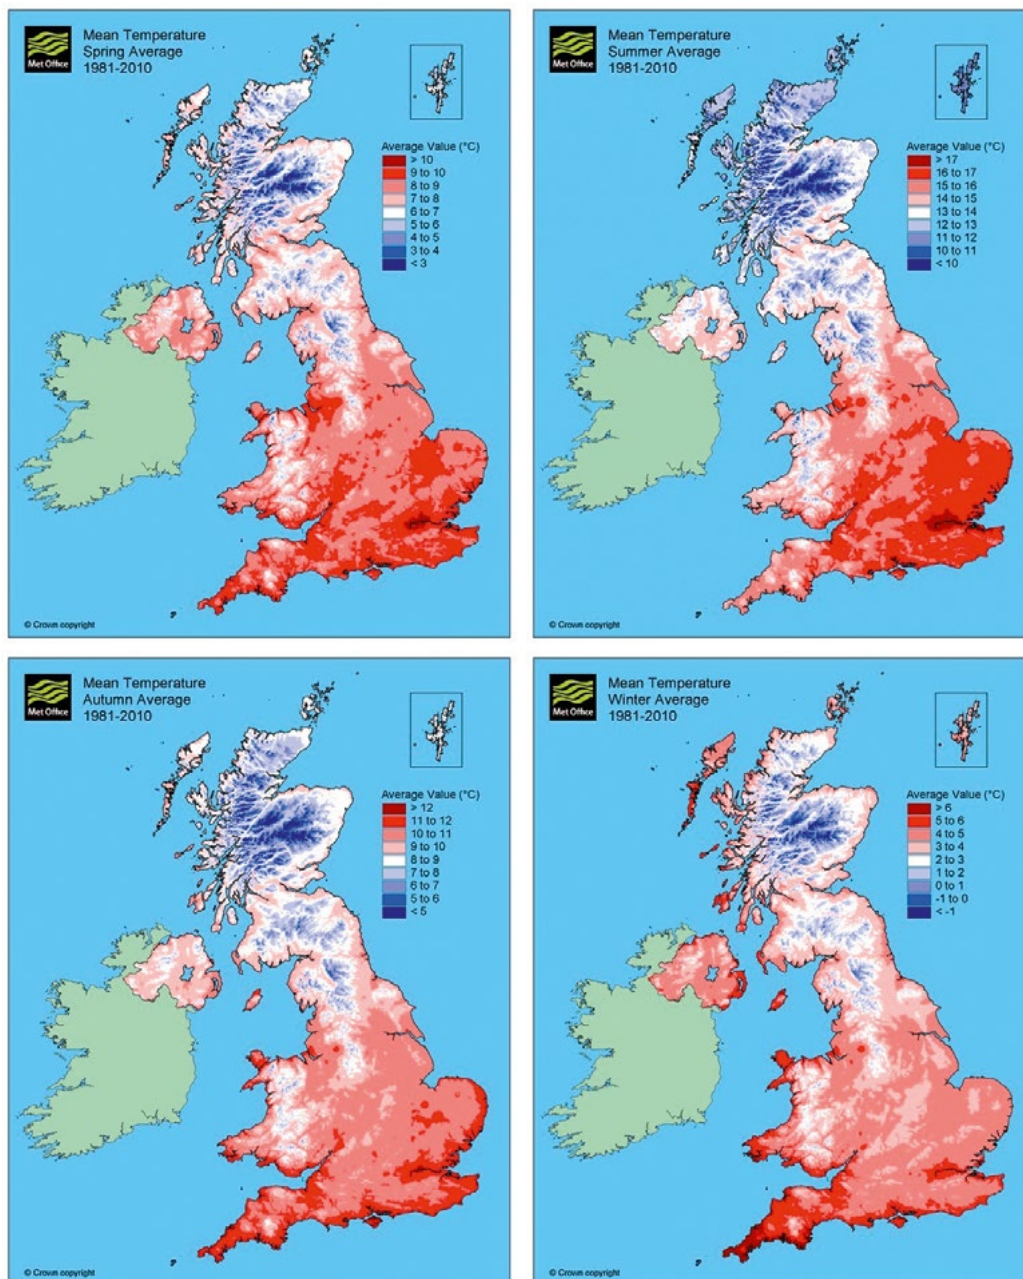 Met Office
Mean Temperature
Spring Average
1981-2010
Average Value (°C)
> 10
9 to 10
8 to 9
7 to 8
6 to 7
5 to 6
4 to 5
3 to 4
< 3
© Crown copyright
Met Office
Mean Temperature
Summer Average
1981-2010
Average Value (°C)
> 17
16 to 17
15 to 16
14 to 15
13 to 14
12 to 13
11 to 12
10 to 11
< 10
© Crown copyright
Met Office
Mean Temperature
Autumn Average
1981-2010
Average Value (°C)
> 12
11 to 12
10 to 11
9 to 10
8 to 9
7 to 8
6 to 7
5 to 6
< 5
© Crown copyright
Met Office
Mean Temperature
Winter Average
1981-2010
Average Value (°C)
> 6
5 to 6
4 to 5
3 to 4
2 to 3
1 to 2
0 to 1
-1 to 0
< -1
© Crown copyright